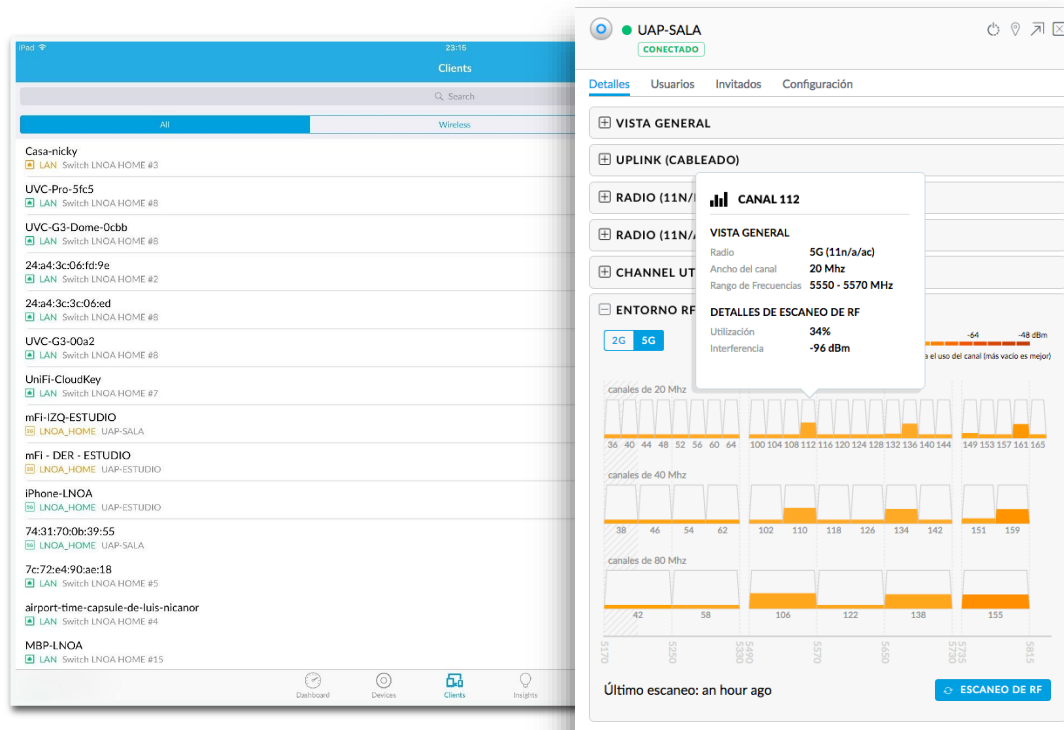 iPad
23:15
Clients
Search
All
Wireless
Casa-nicky
LAN Switch LNOA HOME #3
UVC-Pro-5fc5
LAN Switch LNOA HOME #8
UVC-G3-Dome-0cbb
LAN Switch LNOA HOME #8
24:a4:3c:06:fd:9e
LAN Switch LNOA HOME #2
24:a4:3c:3c:06:ed
LAN Switch LNOA HOME #8
UVC-G3-00a2
LAN Switch LNOA HOME #8
UniFi-CloudKey
LAN Switch LNOA HOME #7
mFi-IZQ-ESTUDIO
LNOA_HOME UAP-SALA
mFi - DER - ESTUDIO
LNOA_HOME UAP-ESTUDIO
iPhone-LNOA
LNOA_HOME UAP-ESTUDIO
74:31:70:0b:39:55
LNOA_HOME UAP-SALA
7c:72:e4:90:ae:18
LAN Switch LNOA HOME #5
airport-time-capsule-de-luis-nicanor
LAN Switch LNOA HOME #4
MBP-LNOA
LAN Switch LNOA HOME #15
Dashboard Devices Clients Insights
UAP-SALA
CONECTADO
Detalles Usuarios Invitados Configuración
VISTA GENERAL
UPLINK (CABLEADO)
RADIO (11N/
RADIO (11N/
CHANNEL UT
ENTORNO RF
2G 5G
CANAL 112
VISTA GENERAL
Radio 5G (11n/a/ac)
Ancho del canal 20 Mhz
Rango de Frecuencias 5550 - 5570 MHz
DETALLES DE ESCANEO DE RF
Utilización 34%
Interferencia -96 dBm
-64 -48 dBm
a el uso del canal (más vacío es mejor)
canales de 20 Mhz
36 40 44 48 52 56 60 64 100 104 108 112 116 120 124 128 132 136 140 144 149 153 157 161 165
canales de 40 Mhz
38 46 54 62 102 110 118 126 134 142 151 159
canales de 80 Mhz
42 58 106 122 138 155
5170 5250 5330 5490 5570 5650 5730 5735 5815
Último escaneo: an hour ago
ESCANEO DE RF